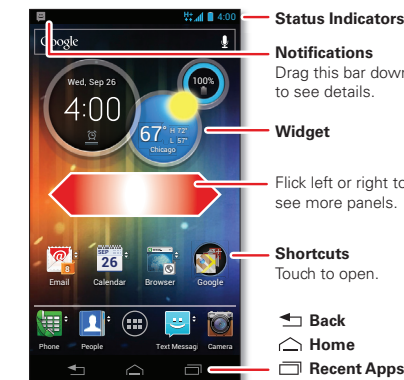 4:00
Status Indicators
Google
Notifications
Drag this bar down
to see details.
Wed, Sep 26
4:00
100%
67° H 72°
L 57°
Chicago
Widget
Flick left or right to
see more panels.
Shortcuts
Touch to open.
8
SEP
26
Email Calendar Browser Google
Phone People Text Messagi Camera
Back
Home
Recent Apps